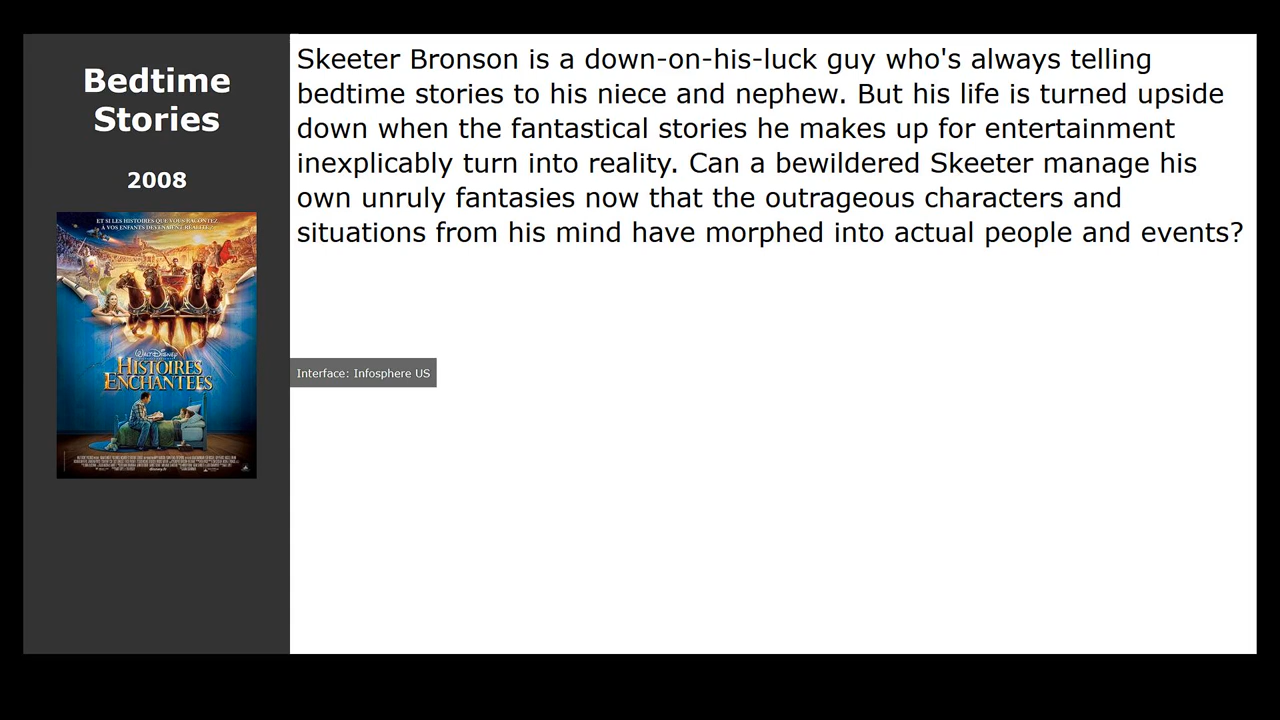 Bedtime
Stories
2008
ET SI LES HISTOIRES QUE VOUS RACONTEZ
À VOS ENFANTS DEVENAIENT RÉALITÉ?
WALT DISNEY
HISTOIRES
ENCHANTÉES
Skeeter Bronson is a down-on-his-luck guy who's always telling
bedtime stories to his niece and nephew. But his life is turned upside
down when the fantastical stories he makes up for entertainment
inexplicably turn into reality. Can a bewildered Skeeter manage his
own unruly fantasies now that the outrageous characters and
situations from his mind have morphed into actual people and events?
Interface: Infosphere US